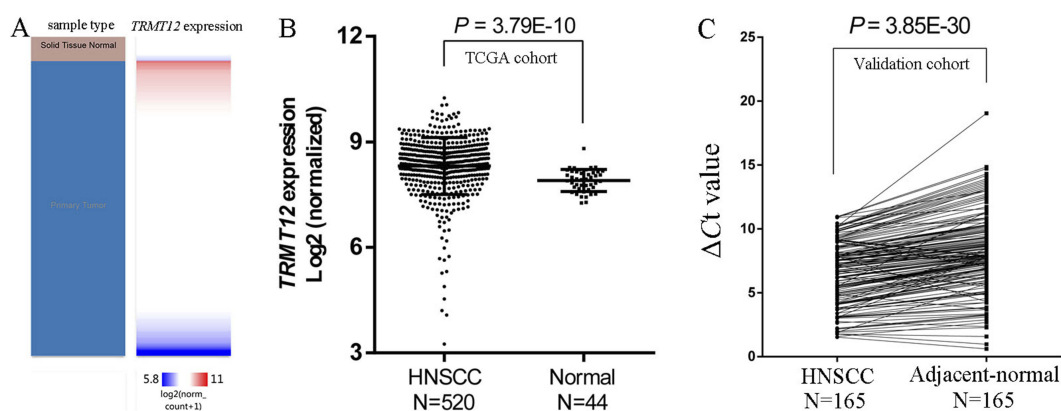 A
sample type
TRMT12 expression
Solid Tissue Normal
Primary Tumor
5.8
11
log2(norm_
count+1)
B
P = 3.79E-10
TCGA cohort
TRMT12 expression
Log2 (normalized)
12
9
6
3
HNSCC
N=520
Normal
N=44
C
P = 3.85E-30
Validation cohort
ΔCt value
25
20
15
10
5
0
HNSCC
N=165
Adjacent-normal
N=165